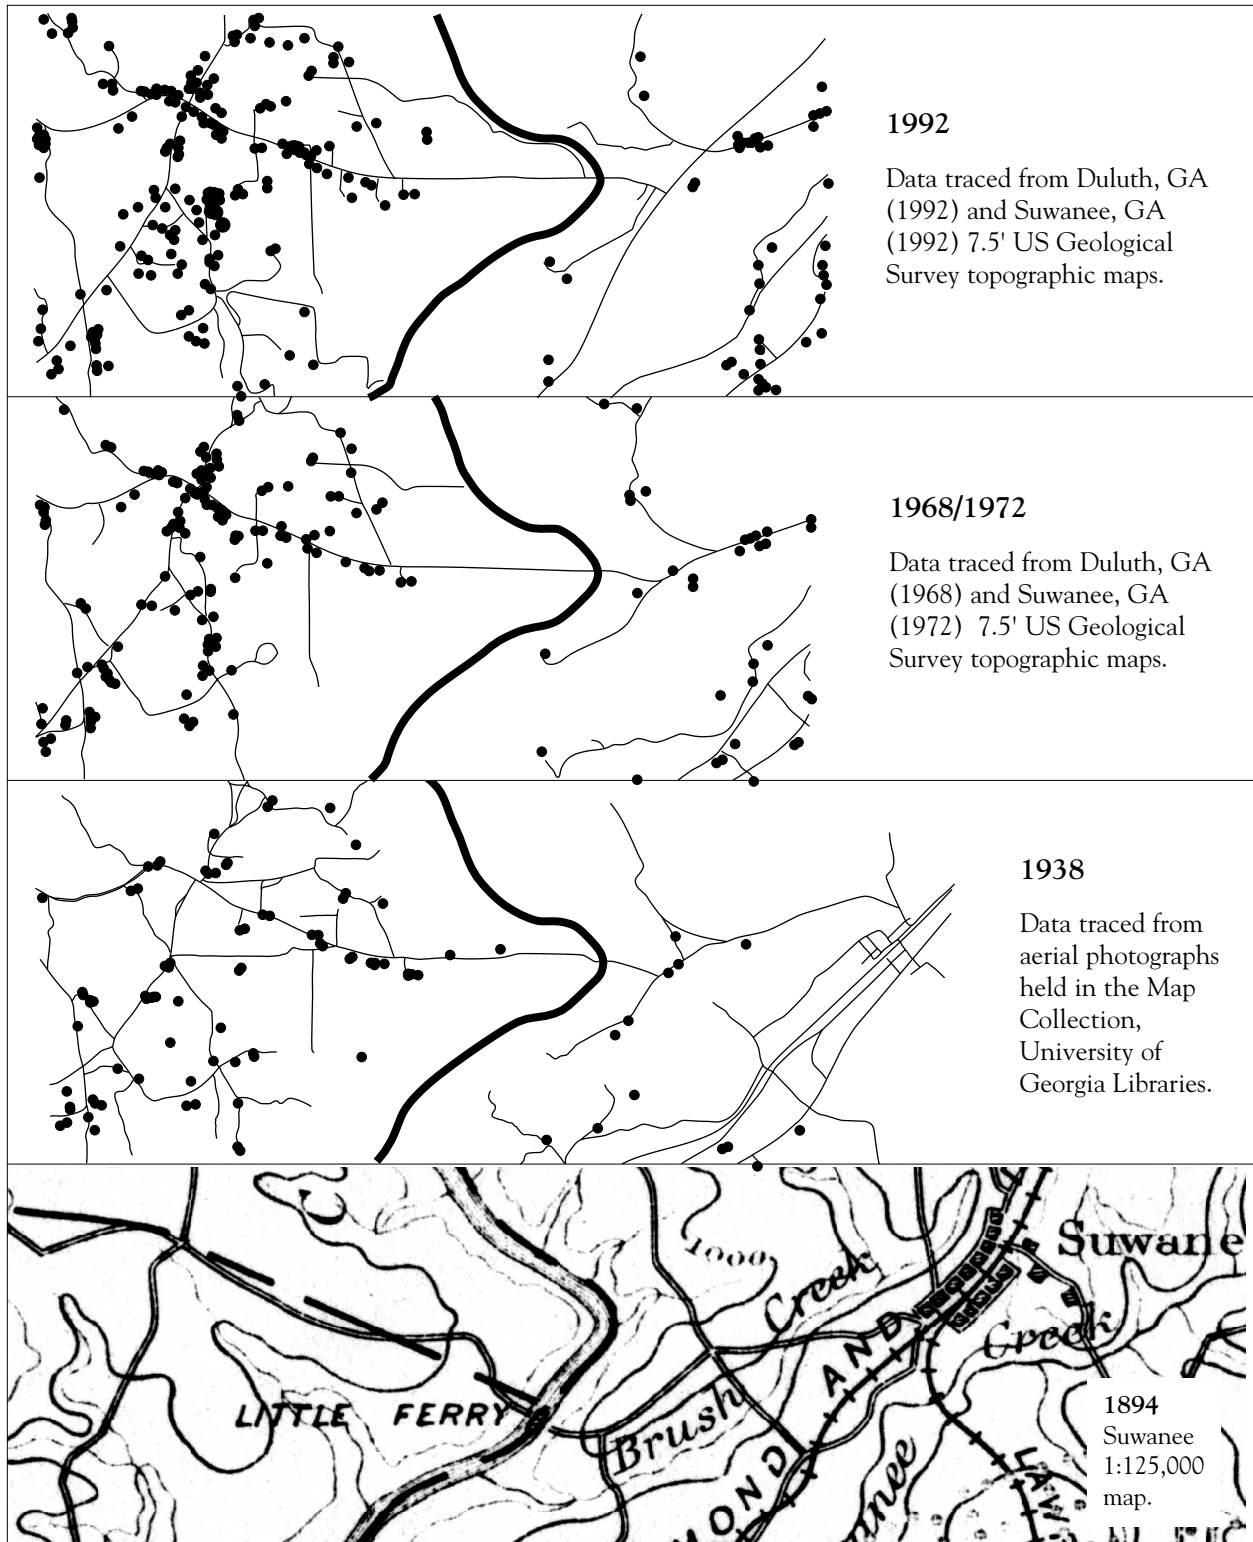 1992
Data traced from Duluth, GA
(1992) and Suwanee, GA
(1992) 7.5' US Geological
Survey topographic maps.
1968/1972
Data traced from Duluth, GA
(1968) and Suwanee, GA
(1972) 7.5' US Geological
Survey topographic maps.
1938
Data traced from
aerial photographs
held in the Map
Collection,
University of
Georgia Libraries.
Suwane
1000
Creek
AND
Creek
LITTLE FERRY
Brush
MOND
anee
LAW
1894
Suwanee
1:125,000
map.